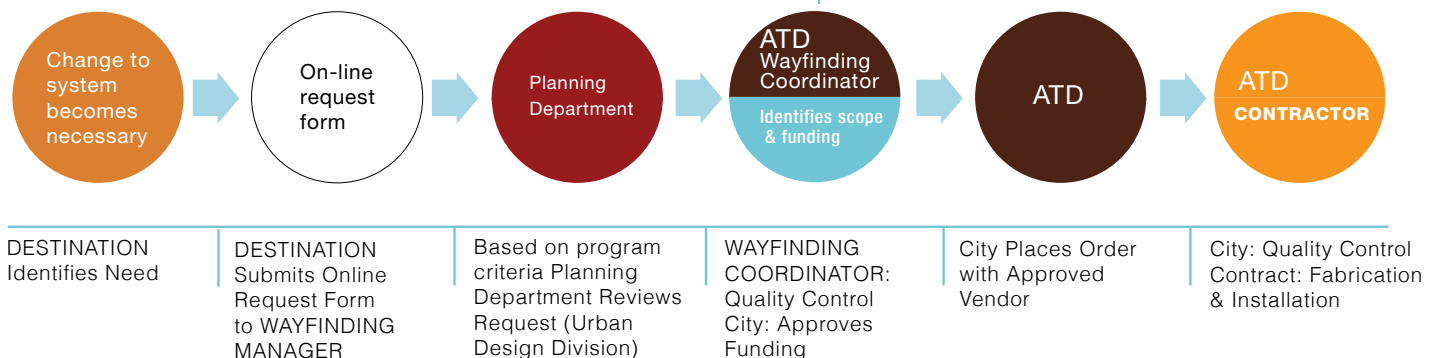 Change to
system
becomes
necessary
On-line
request
form
Planning
Department
ATD
Wayfinding
Coordinator
Identifies scope
& funding
ATD
ATD
CONTRACTOR
DESTINATION
Identifies Need
DESTINATION
Submits Online
Request Form
to WAYFINDING
MANAGER
Based on program
criteria Planning
Department Reviews
Request (Urban
Design Division)
WAYFINDING
COORDINATOR:
Quality Control
City: Approves
Funding
City Places Order
with Approved
Vendor
City: Quality Control
Contract: Fabrication
& Installation